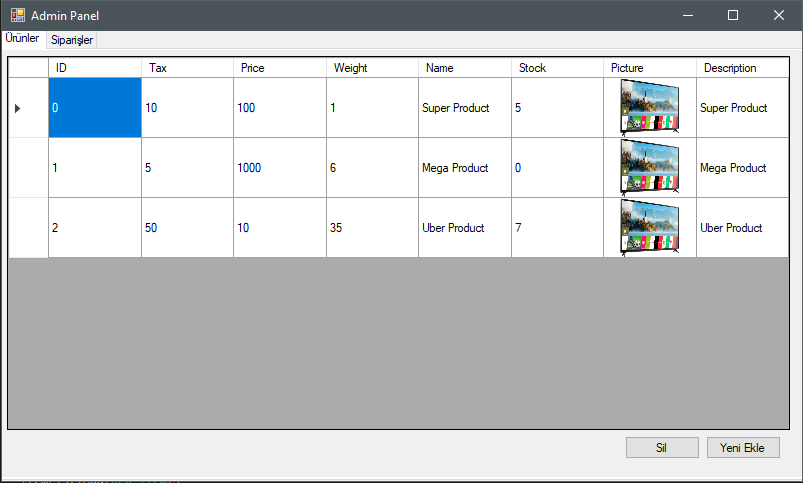 Admin Panel
Ürünler Siparişler
ID Tax Price Weight Name Stock Picture Description
0 10 100 1 Super Product 5 Super Product
1 5 1000 6 Mega Product 0 Mega Product
2 50 10 35 Uber Product 7 Uber Product
Sil Yeni Ekle